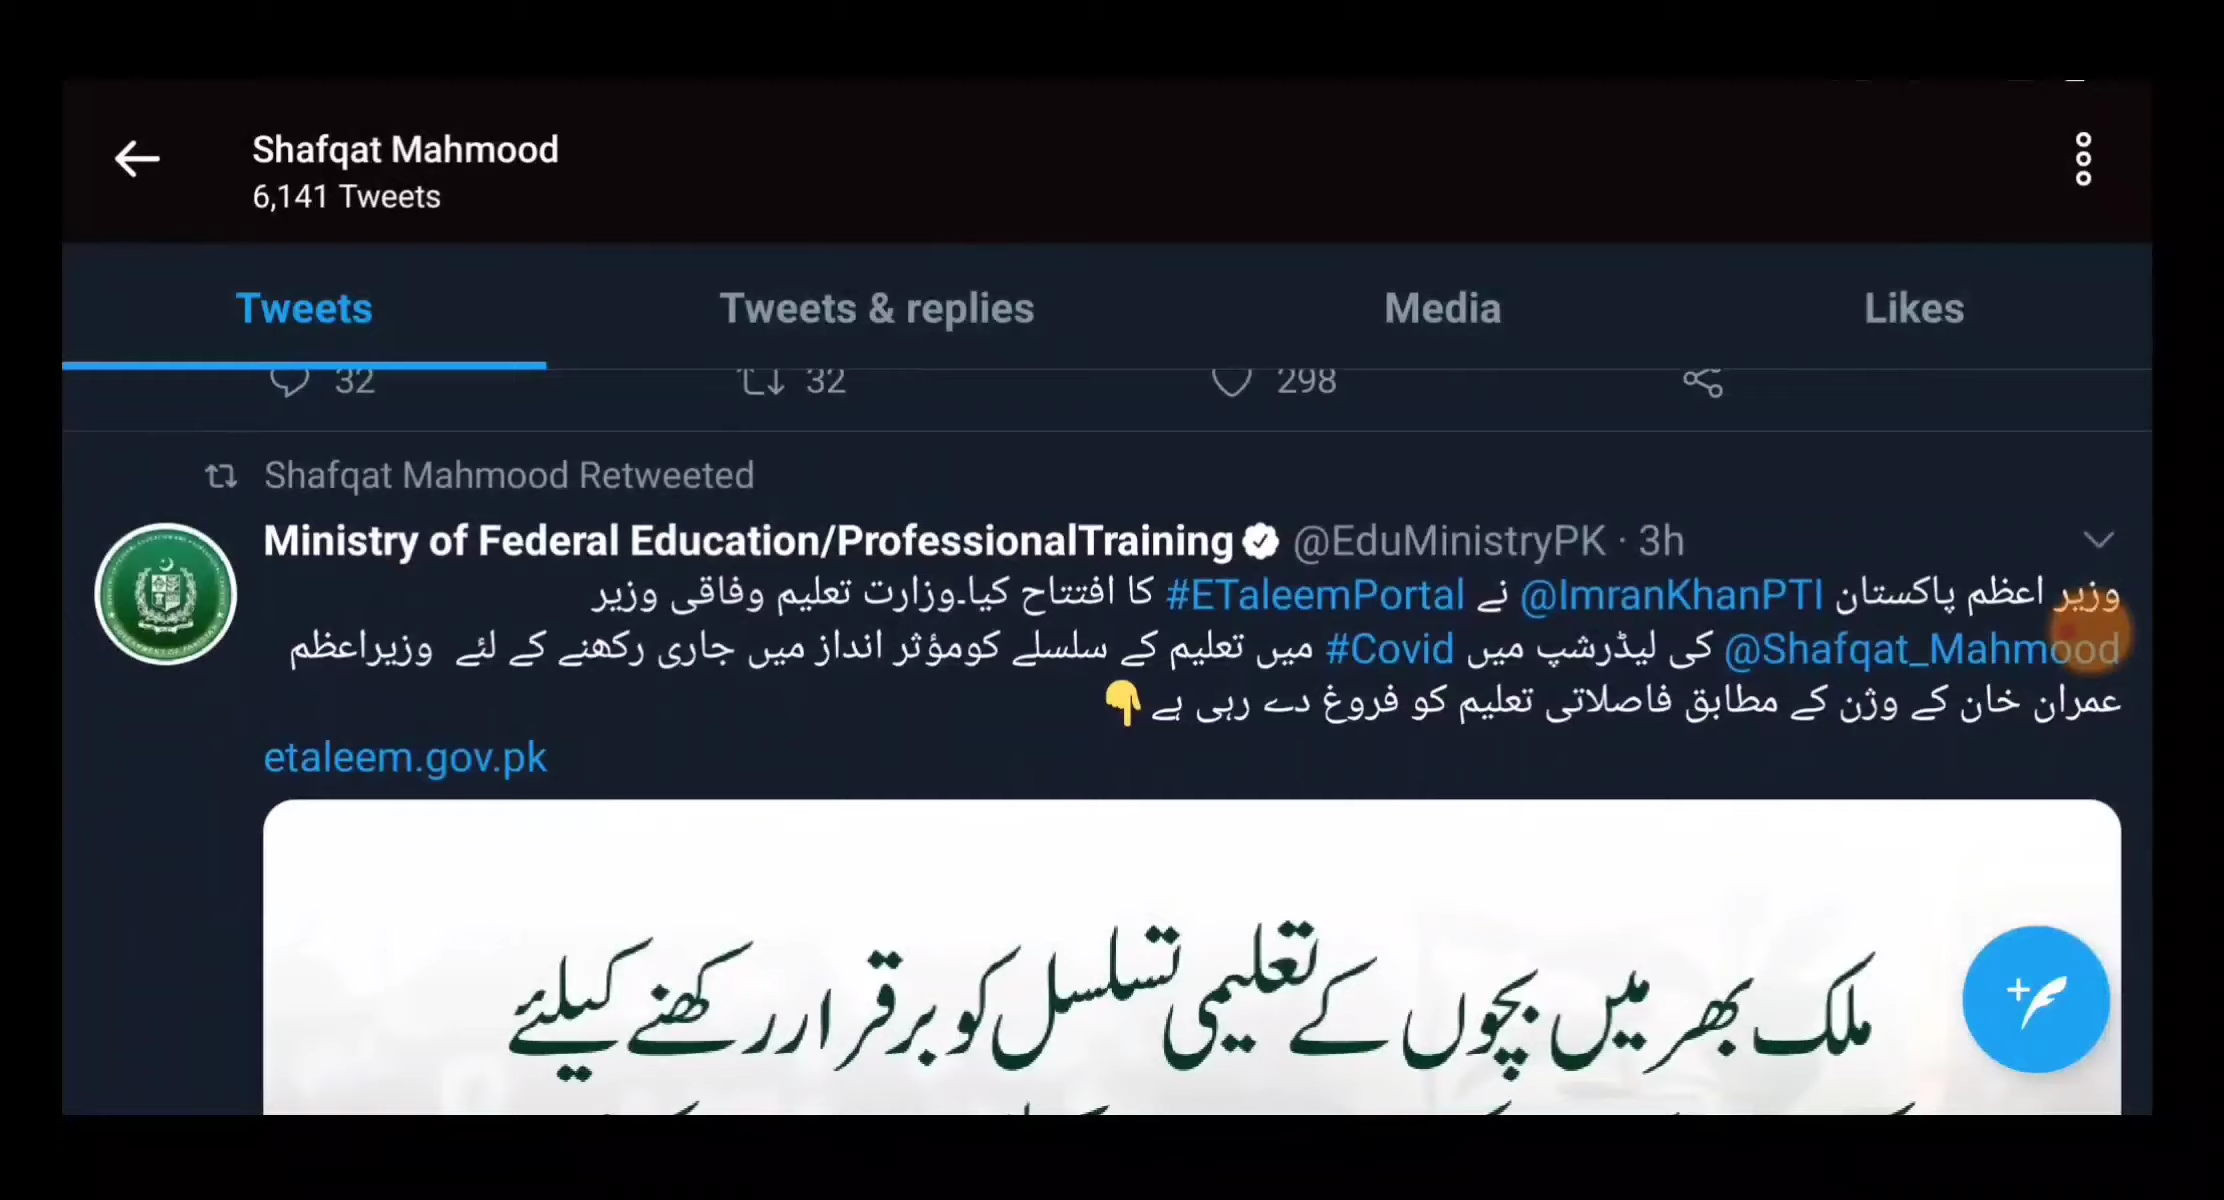 Shafqat Mahmood
6,141 Tweets
Tweets
Tweets & replies
Media
Likes
32
32
298
Shafqat Mahmood Retweeted
Ministry of Federal Education/ProfessionalTraining @EduMinistryPK · 3h
وزیر اعظم پاکستان @ImranKhanPTI نے #ETaleemPortal کا افتتاح کیا۔وزارت تعلیم وفاقی وزیر
@Shafqat_Mahmood کی لیڈرشپ میں #Covid میں تعلیم کے سلسلے کومؤثر انداز میں جاری رکھنے کے لئے وزیراعظم
عمران خان کے وژن کے مطابق فاصلاتی تعلیم کو فروغ دے رہی ہے👇
etaleem.gov.pk
ملک بھر میں بچوں کے تعلیمی تسلسل کو برقرار رکھنے کیلئے